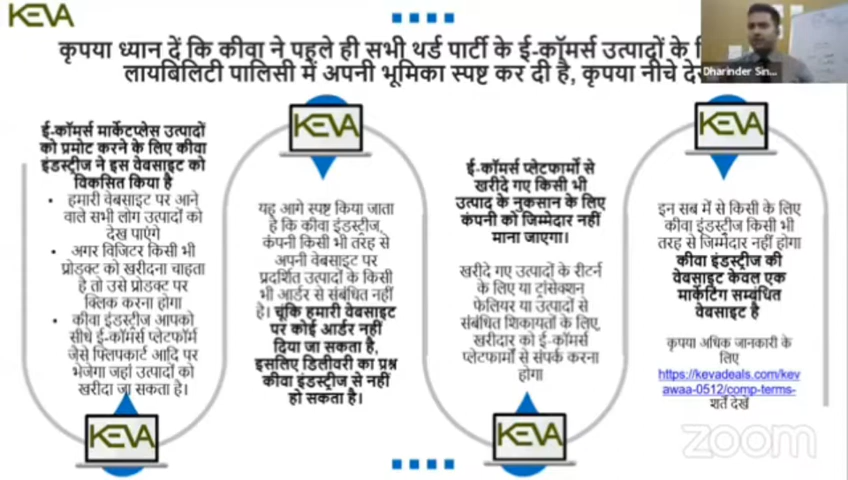 KEVA
कृपया ध्यान दें कि कीवा ने पहले ही सभी थर्ड पार्टी के ई-कॉमर्स उत्पादों के
लायबिलिटी पालिसी में अपनी भूमिका स्पष्ट कर दी है, कृपया नीचे
Dharinder Sin...
ई-कॉमर्स मार्केटप्लेस उत्पादों
को प्रमोट करने के लिए कीवा
इंडस्ट्रीज ने इस वेबसाइट को
विकसित किया है
• हमारी वेबसाइट पर आने
वाले सभी लोग उत्पादों को
देख पाएंगे
• अगर विजिटर किसी भी
प्रोडक्ट को खरीदना चाहता
है तो उसे प्रोडक्ट पर
क्लिक करना होगा
• कीवा इंडस्ट्रीज आपको
सीधे ई-कॉमर्स प्लेटफॉर्म
जैसे फ्लिपकार्ट आदि पर
भेजेगा जहां उत्पादों को
खरीदा जा सकता है।
KEVA
KEVA
यह आगे स्पष्ट किया जाता
है कि कीवा इंडस्ट्रीज,
कंपनी किसी भी तरह से
अपनी वेबसाइट पर
प्रदर्शित उत्पादों के किसी
भी आर्डर से संबंधित नहीं
है। चूंकि हमारी वेबसाइट
पर कोई आर्डर नहीं
दिया जा सकता है,
इसलिए डिलीवरी का प्रश्न
कीवा इंडस्ट्रीज से नहीं
हो सकता है।
ई-कॉमर्स प्लेटफार्मो से
खरीदे गए किसी भी
उत्पाद के नुकसान के लिए
कंपनी को जिम्मेदार नहीं
माना जाएगा।
खरीदे गए उत्पादों के रीटर्न
के लिए या ट्रांसिक्शन
फेलियर या उत्पादों से
संबंधित शिकायतों के लिए,
खरीदार को ई-कॉमर्स
प्लेटफार्मों से संपर्क करना
होगा
KEVA
KEVA
इन सब में से किसी के लिए
कीवा इंडस्ट्रीज किसी भी
तरह से जिम्मेदार नहीं होगा
कीवा इंडस्ट्रीज की
वेबसाइट केवल एक
मार्केटिंग सम्बंधित
वेबसाइट है
कृपया अधिक जानकारी के
लिए
https://kevadeals.com/kev
awaa-0512/comp-terms-
शर्तें देखें
zoom